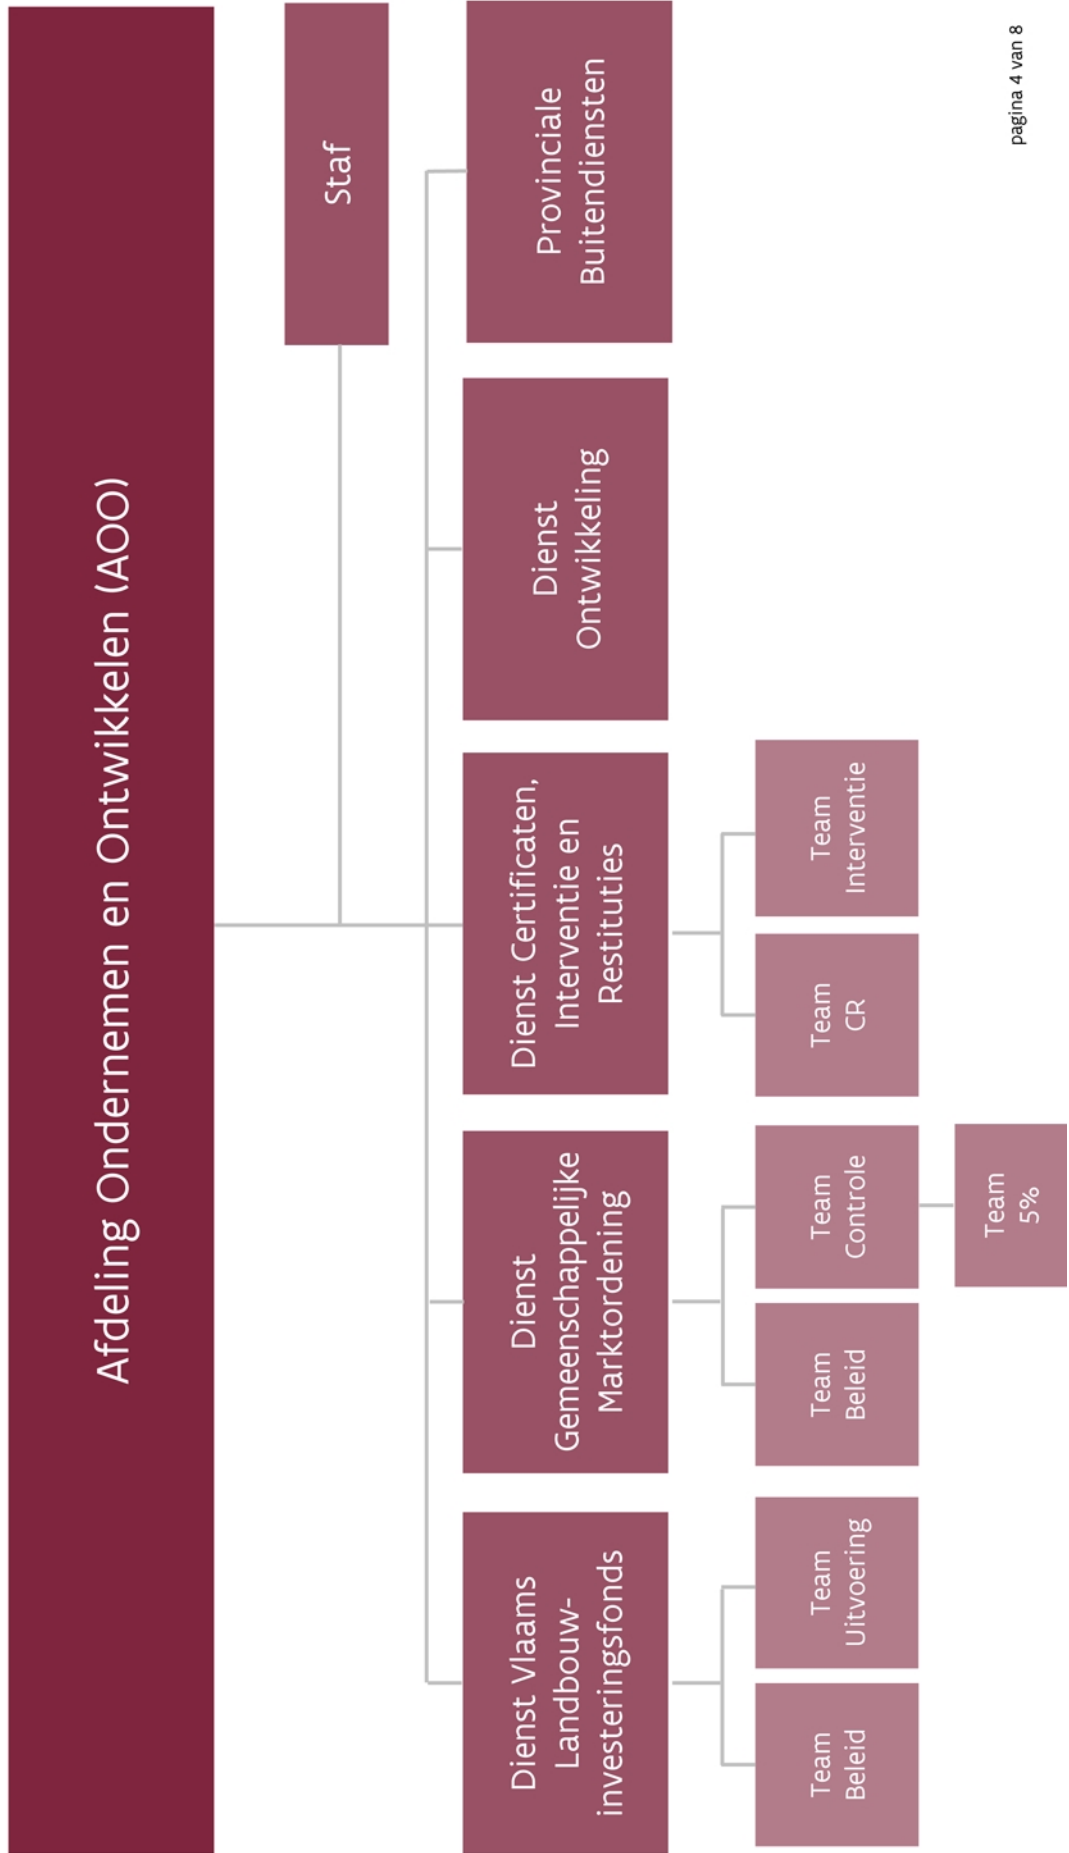 Afdeling Ondernemen en Ontwikkelen (AOO)
Staf
Dienst Vlaams
Landbouw-
investeringsfonds
Dienst
Gemeenschappelijke
Marktordening
Dienst Certificaten,
Interventie en
Restituties
Dienst
Ontwikkeling
Provinciale
Buitendiensten
Team
Beleid
Team
Uitvoering
Team
Beleid
Team
Controle
Team
CR
Team
Interventie
Team
5%
pagina 4 van 8